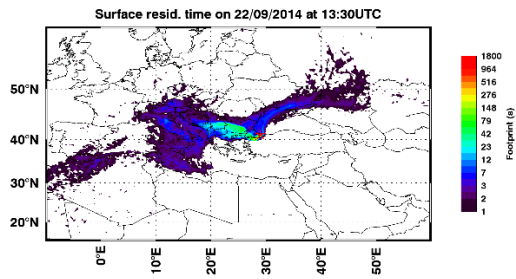 Surface resid. time on 22/09/2014 at 13:30UTC
50°N
40°N
30°N
20°N
0°E
10°E
20°E
30°E
40°E
50°E
1800
964
516
276
148
79
42
23
12
7
3
2
1
Footprint (s)